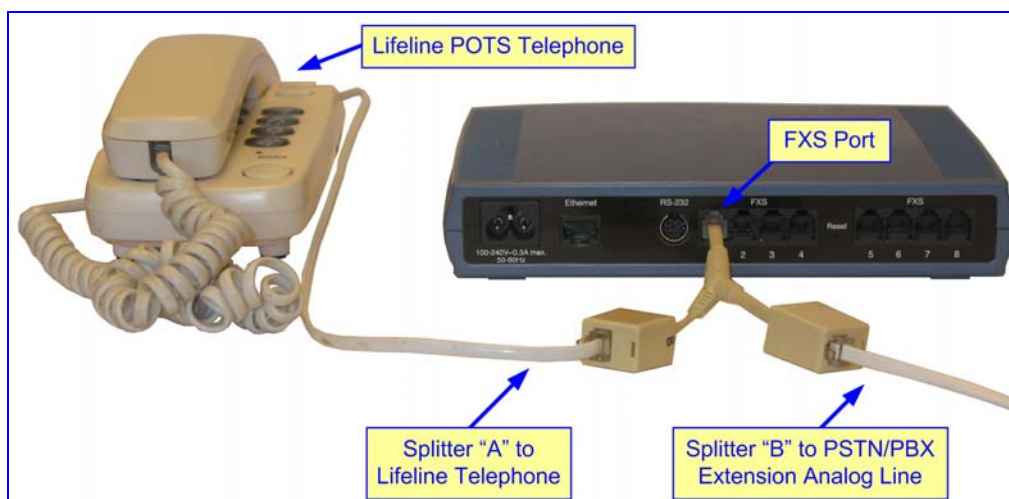 Lifeline POTS Telephone
FXS Port
Ethernet
RS-232
FXS
FXS
Reset
100-240V~0.3A max.
50-60Hz
2
3
4
5
6
7
8
Splitter “A” to
Lifeline Telephone
Splitter “B” to PSTN/PBX
Extension Analog Line